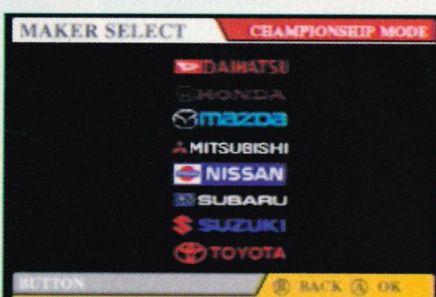 MAKER SELECT CHAMPIONSHIP MODE
DAIHATSU
HONDA
mazda
MITSUBISHI
NISSAN
SUBARU
SUZUKI
TOYOTA
BUTTON B BACK A OK